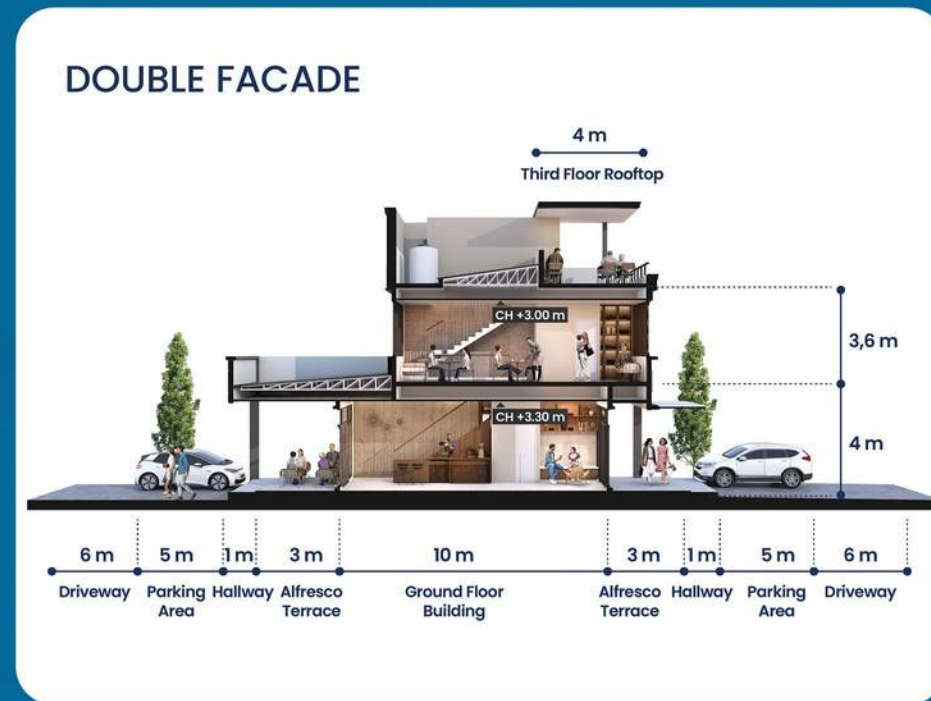 DOUBLE FACADE
4 m
Third Floor Rooftop
CH +3.00 m
3,6 m
CH +3.30 m
4 m
6 m 5 m 1 m 3 m 10 m 3 m 1 m 5 m 6 m
Driveway Parking Hallway Alfresco Ground Floor Alfresco Hallway Parking Driveway
Area Terrace Building Terrace Area